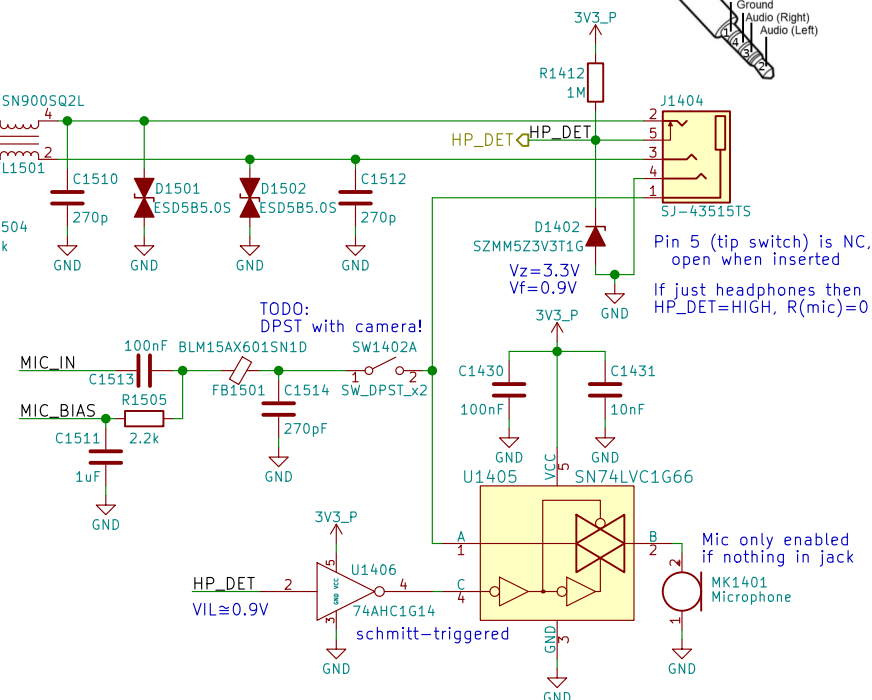 Ground
Audio (Right)
Audio (Left)
1
4
3
2
3V3_P
R1412
1M
SN900SQ2L
4
2
L1501
504
k
HP_DET
HP_DET
J1404
2
5
3
4
1
SJ-43515TS
C1510
270p
GND
D1501
ESD5B5.0S
GND
D1502
ESD5B5.0S
GND
C1512
270p
GND
D1402
SZMM5Z3V3T1G
Vz=3.3V
Vf=0.9V
GND
Pin 5 (tip switch) is NC,
open when inserted
If just headphones then
HP_DET=HIGH, R(mic)=0
TODO:
DPST with camera!
MIC_IN
100nF
C1513
BLM15AX601SN1D
FB1501
SW1402A
1
2
SW_DPST_x2
MIC_BIAS
R1505
2.2k
C1511
1uF
GND
C1514
270pF
GND
3V3_P
C1430
100nF
GND
C1431
10nF
GND
VCC
5
U1405
SN74LVC1G66
A
1
B
2
C
4
GND
3
GND
Mic only enabled
if nothing in jack
2
MK1401
Microphone
1
GND
3V3_P
5
U1406
HP_DET
2
GND VCC
4
74AHC1G14
VIL≅0.9V
3
schmitt-triggered
GND